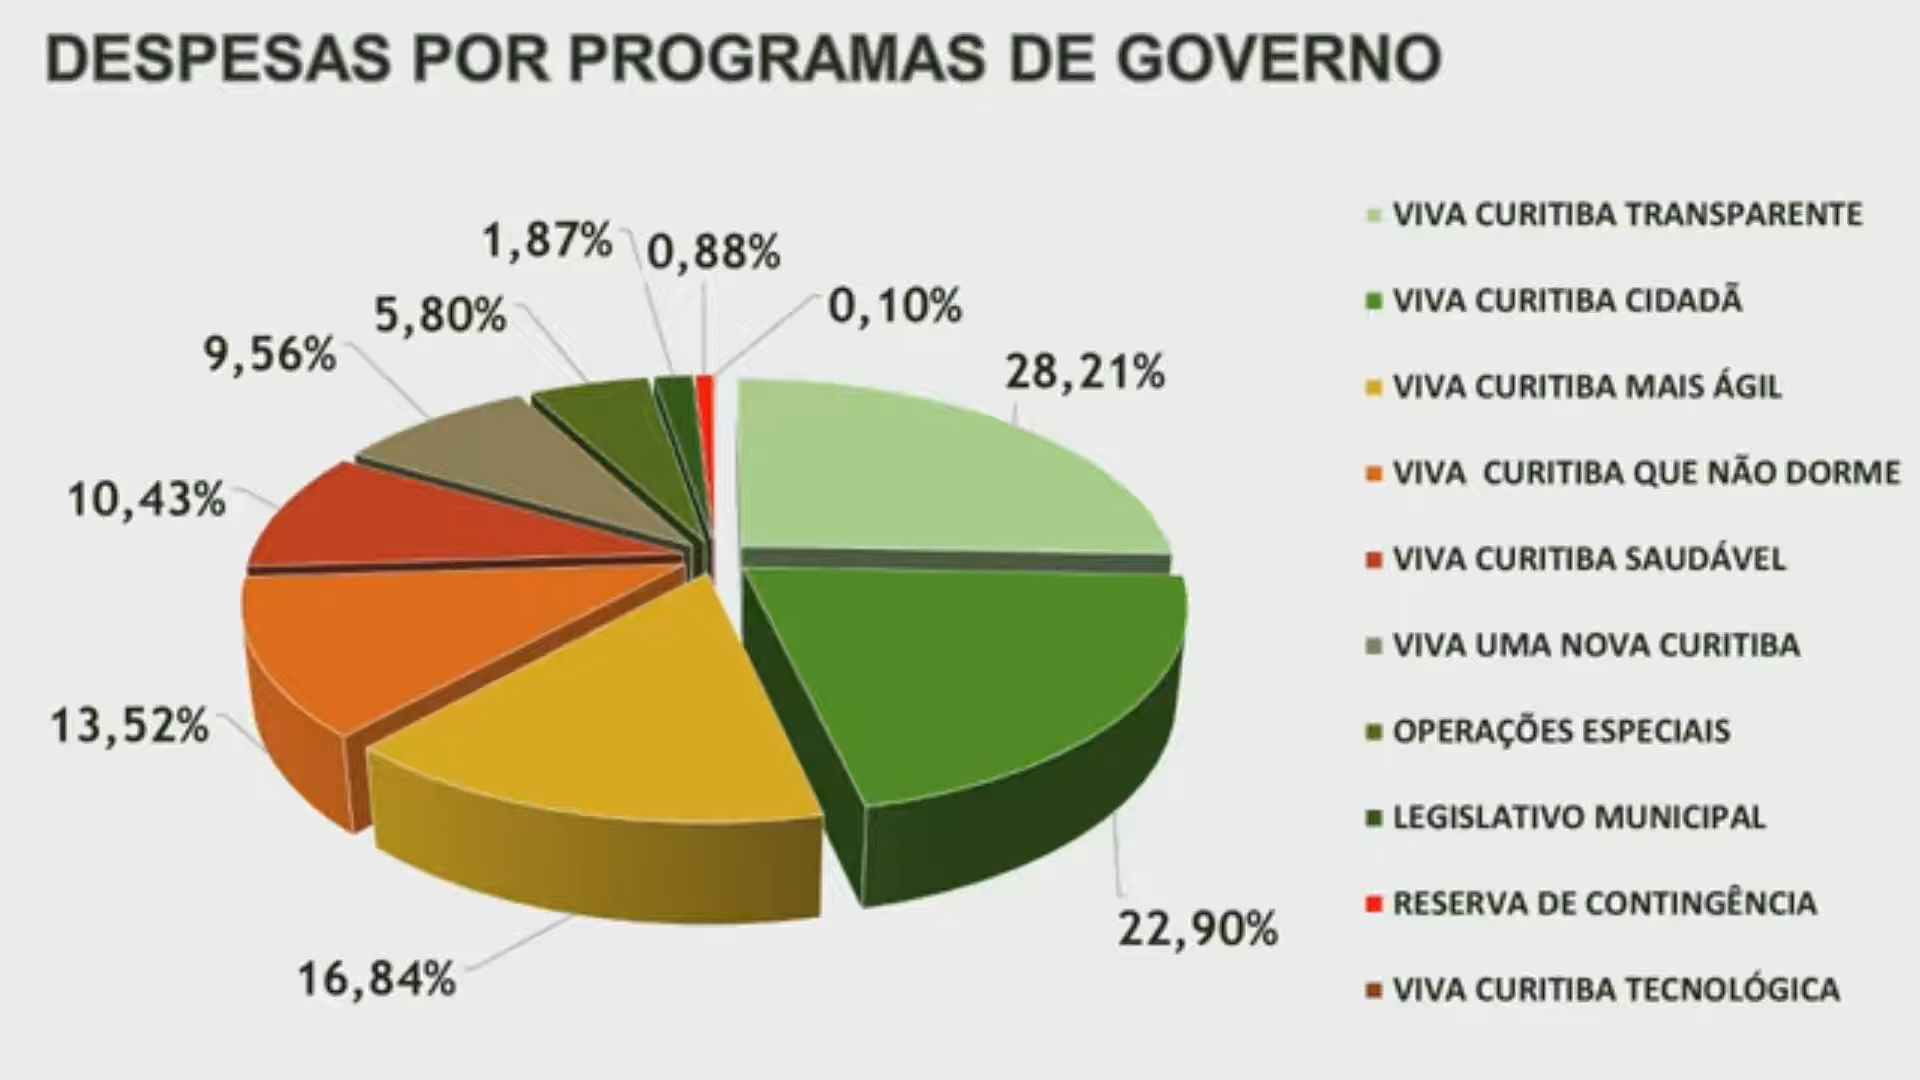 DESPESAS POR PROGRAMAS DE GOVERNO
1,87%
0,88%
5,80%
0,10%
9,56%
28,21%
10,43%
13,52%
22,90%
16,84%
VIVA CURITIBA TRANSPARENTE
VIVA CURITIBA CIDADÃ
VIVA CURITIBA MAIS ÁGIL
VIVA CURITIBA QUE NÃO DORME
VIVA CURITIBA SAUDÁVEL
VIVA UMA NOVA CURITIBA
OPERAÇÕES ESPECIAIS
LEGISLATIVO MUNICIPAL
RESERVA DE CONTINGÊNCIA
VIVA CURITIBA TECNOLÓGICA